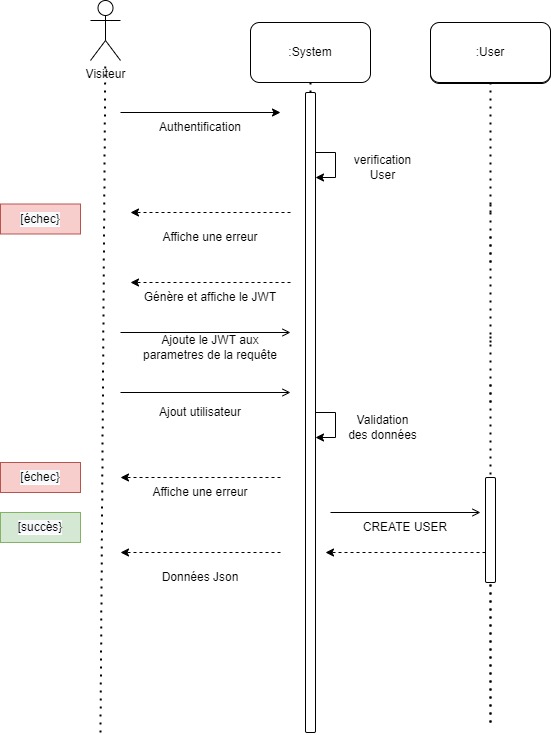 Visiteur
:System
:User
Authentification
verification
User
[échec}
Affiche une erreur
Génère et affiche le JWT
Ajoute le JWT aux
parametres de la requête
Ajout utilisateur
Validation
des données
[échec}
Affiche une erreur
[succès}
CREATE USER
Données Json